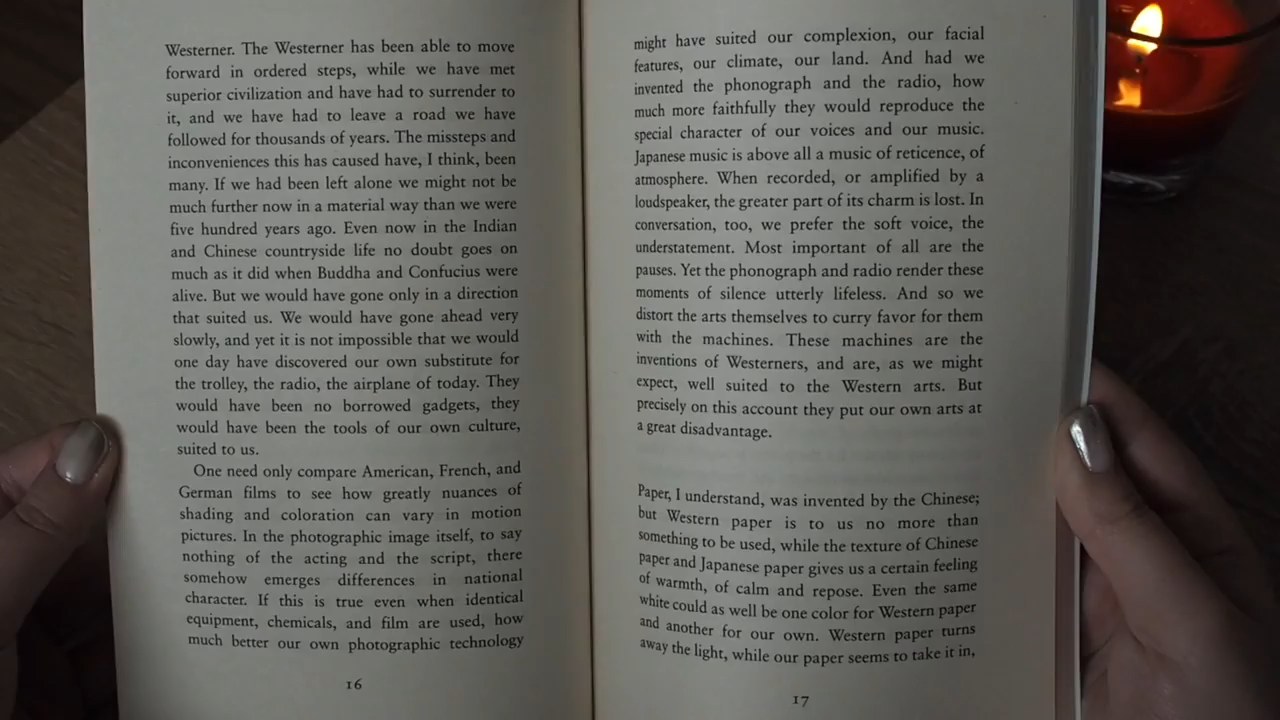 Westerner. The Westerner has been able to move
forward in ordered steps, while we have met
superior civilization and have had to surrender to
it, and we have had to leave a road we have
followed for thousands of years. The missteps and
inconveniences this has caused have, I think, been
many. If we had been left alone we might not be
much further now in a material way than we were
five hundred years ago. Even now in the Indian
and Chinese countryside life no doubt goes on
much as it did when Buddha and Confucius were
alive. But we would have gone only in a direction
that suited us. We would have gone ahead very
slowly, and yet it is not impossible that we would
one day have discovered our own substitute for
the trolley, the radio, the airplane of today. They
would have been no borrowed gadgets, they
would have been the tools of our own culture,
suited to us.
One need only compare American, French, and
German films to see how greatly nuances of
shading and coloration can vary in motion
pictures. In the photographic image itself, to say
nothing of the acting and the script, there
somehow emerges differences in national
character. If this is true even when identical
equipment, chemicals, and film are used, how
much better our own photographic technology
16
might have suited our complexion, our facial
features, our climate, our land. And had we
invented the phonograph and the radio, how
much more faithfully they would reproduce the
special character of our voices and our music.
Japanese music is above all a music of reticence, of
atmosphere. When recorded, or amplified by a
loudspeaker, the greater part of its charm is lost. In
conversation, too, we prefer the soft voice, the
understatement. Most important of all are the
pauses. Yet the phonograph and radio render these
moments of silence utterly lifeless. And so we
distort the arts themselves to curry favor for them
with the machines. These machines are the
inventions of Westerners, and are, as we might
expect, well suited to the Western arts. But
precisely on this account they put our own arts at
a great disadvantage.
Paper, I understand, was invented by the Chinese;
but Western paper is to us no more than
something to be used, while the texture of Chinese
paper and Japanese paper gives us a certain feeling
of warmth, of calm and repose. Even the same
white could as well be one color for Western paper
and another for our own. Western paper turns
away the light, while our paper seems to take it in,
17